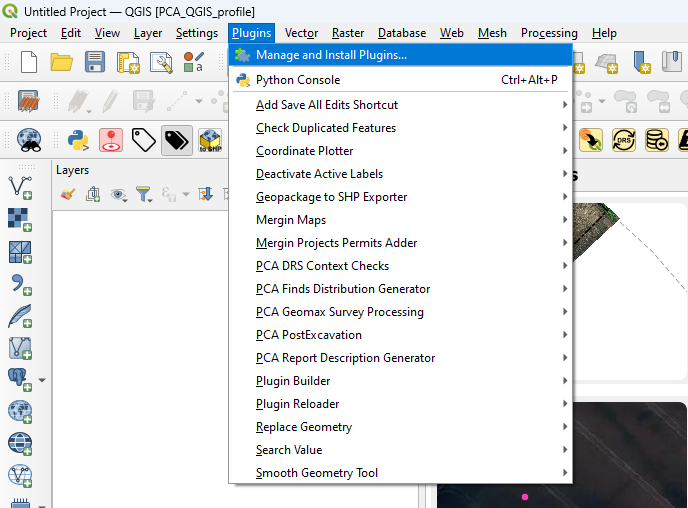 Untitled Project — QGIS [PCA_QGIS_profile]
Project Edit View Layer Settings Plugins Vector Raster Database Web Mesh Processing Help
Manage and Install Plugins...
Python Console Ctrl+Alt+P
Add Save All Edits Shortcut
Check Duplicated Features
Coordinate Plotter
Deactivate Active Labels
Geopackage to SHP Exporter
Mergin Maps
Mergin Projects Permits Adder
PCA DRS Context Checks
PCA Finds Distribution Generator
PCA Geomax Survey Processing
PCA PostExcavation
PCA Report Description Generator
Plugin Builder
Plugin Reloader
Replace Geometry
Search Value
Smooth Geometry Tool
to SHP
DRS
Layers